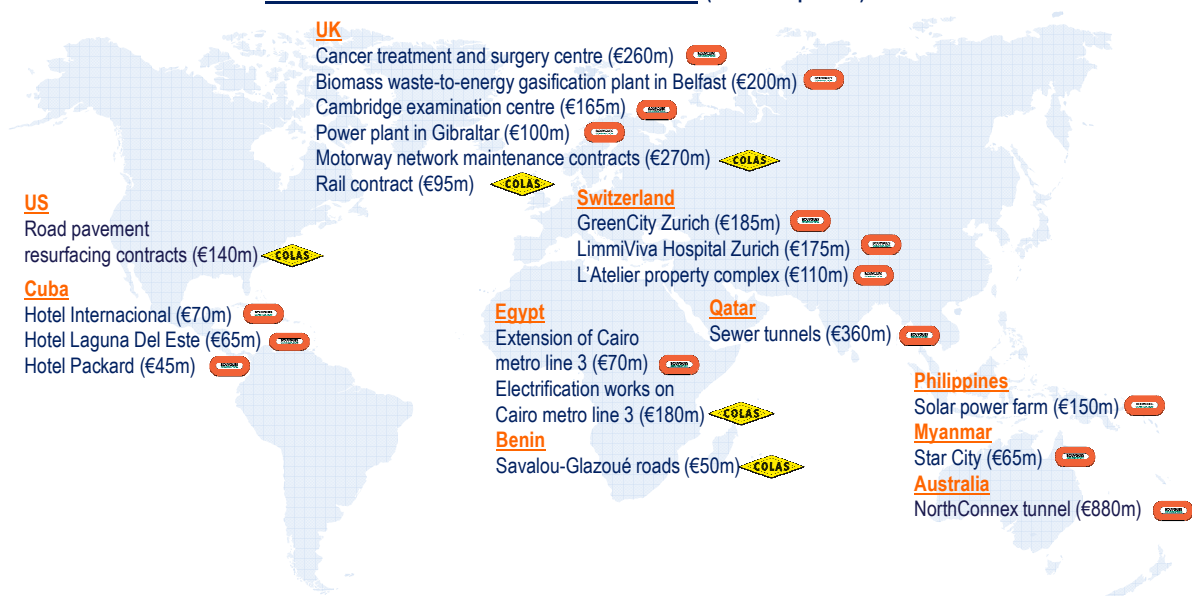 UK
Cancer treatment and surgery centre (€260m)
Biomass waste-to-energy gasification plant in Belfast (€200m)
Cambridge examination centre (€165m)
Power plant in Gibraltar (€100m)
Motorway network maintenance contracts (€270m) COLAS
Rail contract (€95m) COLAS
US
Road pavement
resurfacing contracts (€140m) COLAS
Cuba
Hotel Internacional (€70m)
Hotel Laguna Del Este (€65m)
Hotel Packard (€45m)
Switzerland
GreenCity Zurich (€185m)
LimmiViva Hospital Zurich (€175m)
L'Atelier property complex (€110m)
Egypt
Extension of Cairo
metro line 3 (€70m)
Electrification works on
Cairo metro line 3 (€180m) COLAS
Benin
Savalou-Glazoué roads (€50m) COLAS
Qatar
Sewer tunnels (€360m)
Philippines
Solar power farm (€150m)
Myanmar
Star City (€65m)
Australia
NorthConnex tunnel (€880m)